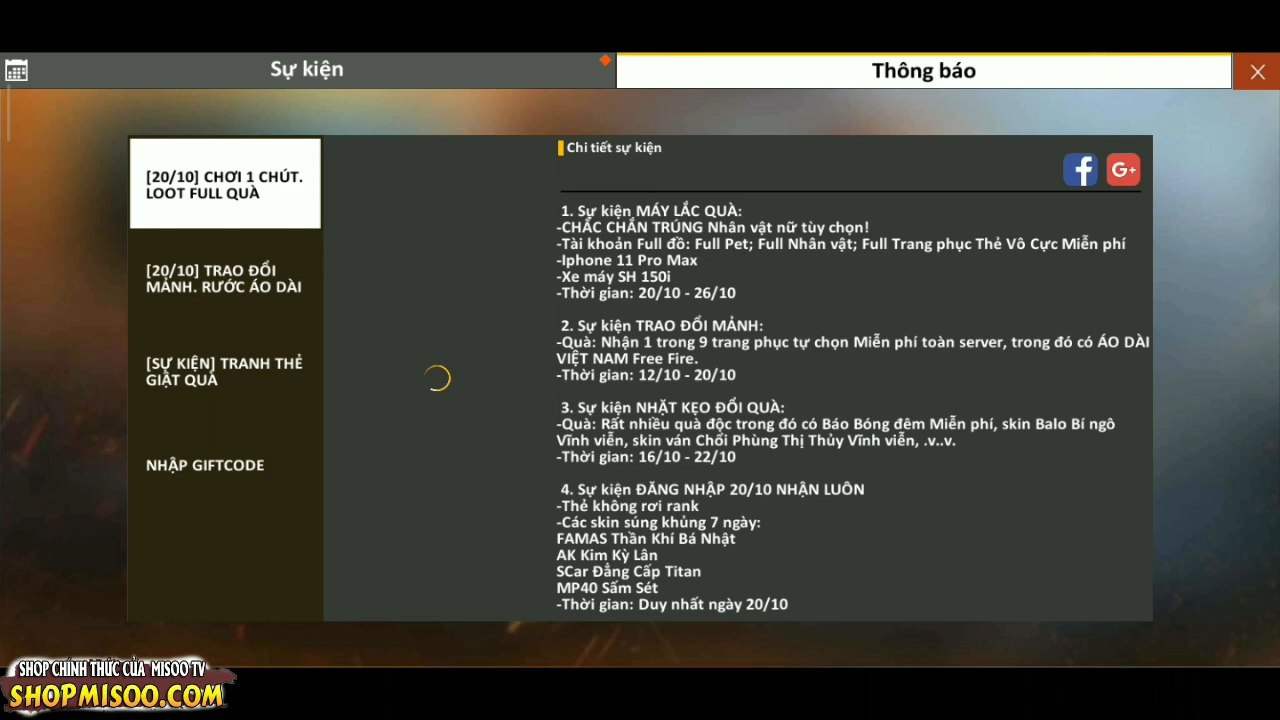 Sự kiện
Thông báo
[20/10] CHƠI 1 CHÚT.
LOOT FULL QUÀ
[20/10] TRAO ĐỔI
MẢNH. RƯỚC ÁO DÀI
[SỰ KIỆN] TRANH THẺ
GIẬT QUÀ
NHẬP GIFTCODE
Chi tiết sự kiện
f
G+
1. Sự kiện MÁY LẮC QUÀ:
-CHẮC CHẮN TRÚNG Nhân vật nữ tùy chọn!
-Tài khoản Full đồ: Full Pet; Full Nhân vật; Full Trang phục Thẻ Vô Cực Miễn phí
-Iphone 11 Pro Max
-Xe máy SH 150i
-Thời gian: 20/10 - 26/10
2. Sự kiện TRAO ĐỔI MẢNH:
-Quà: Nhận 1 trong 9 trang phục tự chọn Miễn phí toàn server, trong đó có ÁO DÀI
VIỆT NAM Free Fire.
-Thời gian: 12/10 - 20/10
3. Sự kiện NHẶT KẸO ĐỔI QUÀ:
-Quà: Rất nhiều quà độc trong đó có Báo Bóng đêm Miễn phí, skin Balo Bí ngô
Vĩnh viễn, skin ván Chổi Phùng Thị Thủy Vĩnh viễn, .v..v.
-Thời gian: 16/10 - 22/10
4. Sự kiện ĐĂNG NHẬP 20/10 NHẬN LUÔN
-Thẻ không rơi rank
-Các skin súng khủng 7 ngày:
FAMAS Thần Khí Bá Nhật
AK Kim Kỳ Lân
SCar Đẳng Cấp Titan
MP40 Sấm Sét
-Thời gian: Duy nhất ngày 20/10
SHOP CHÍNH THỨC CỦA MISOO TV
SHOPMISOO.COM